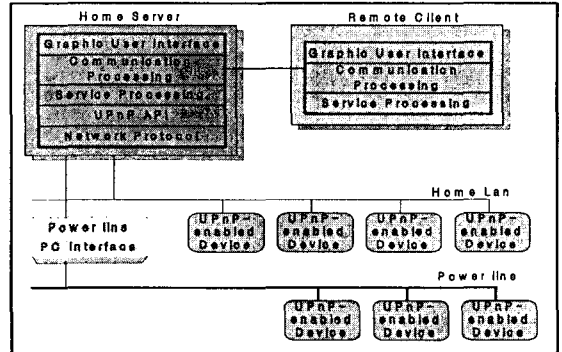 Home Server
Remote Client
Graphic User Interface
Communication
Processing
Service Processing
UPnP API
Network Protocol
Graphic User Interface
Communication
Processing
Service Processing
Home Lan
Power line
PC Interface
UPnP-
enabled
Device
UPnP-
enabled
Device
UPnP-
enabled
Device
UPnP-
enabled
Device
Power line
UPnP-
enabled
Device
UPnP-
enabled
Device
UPnP-
enabled
Device